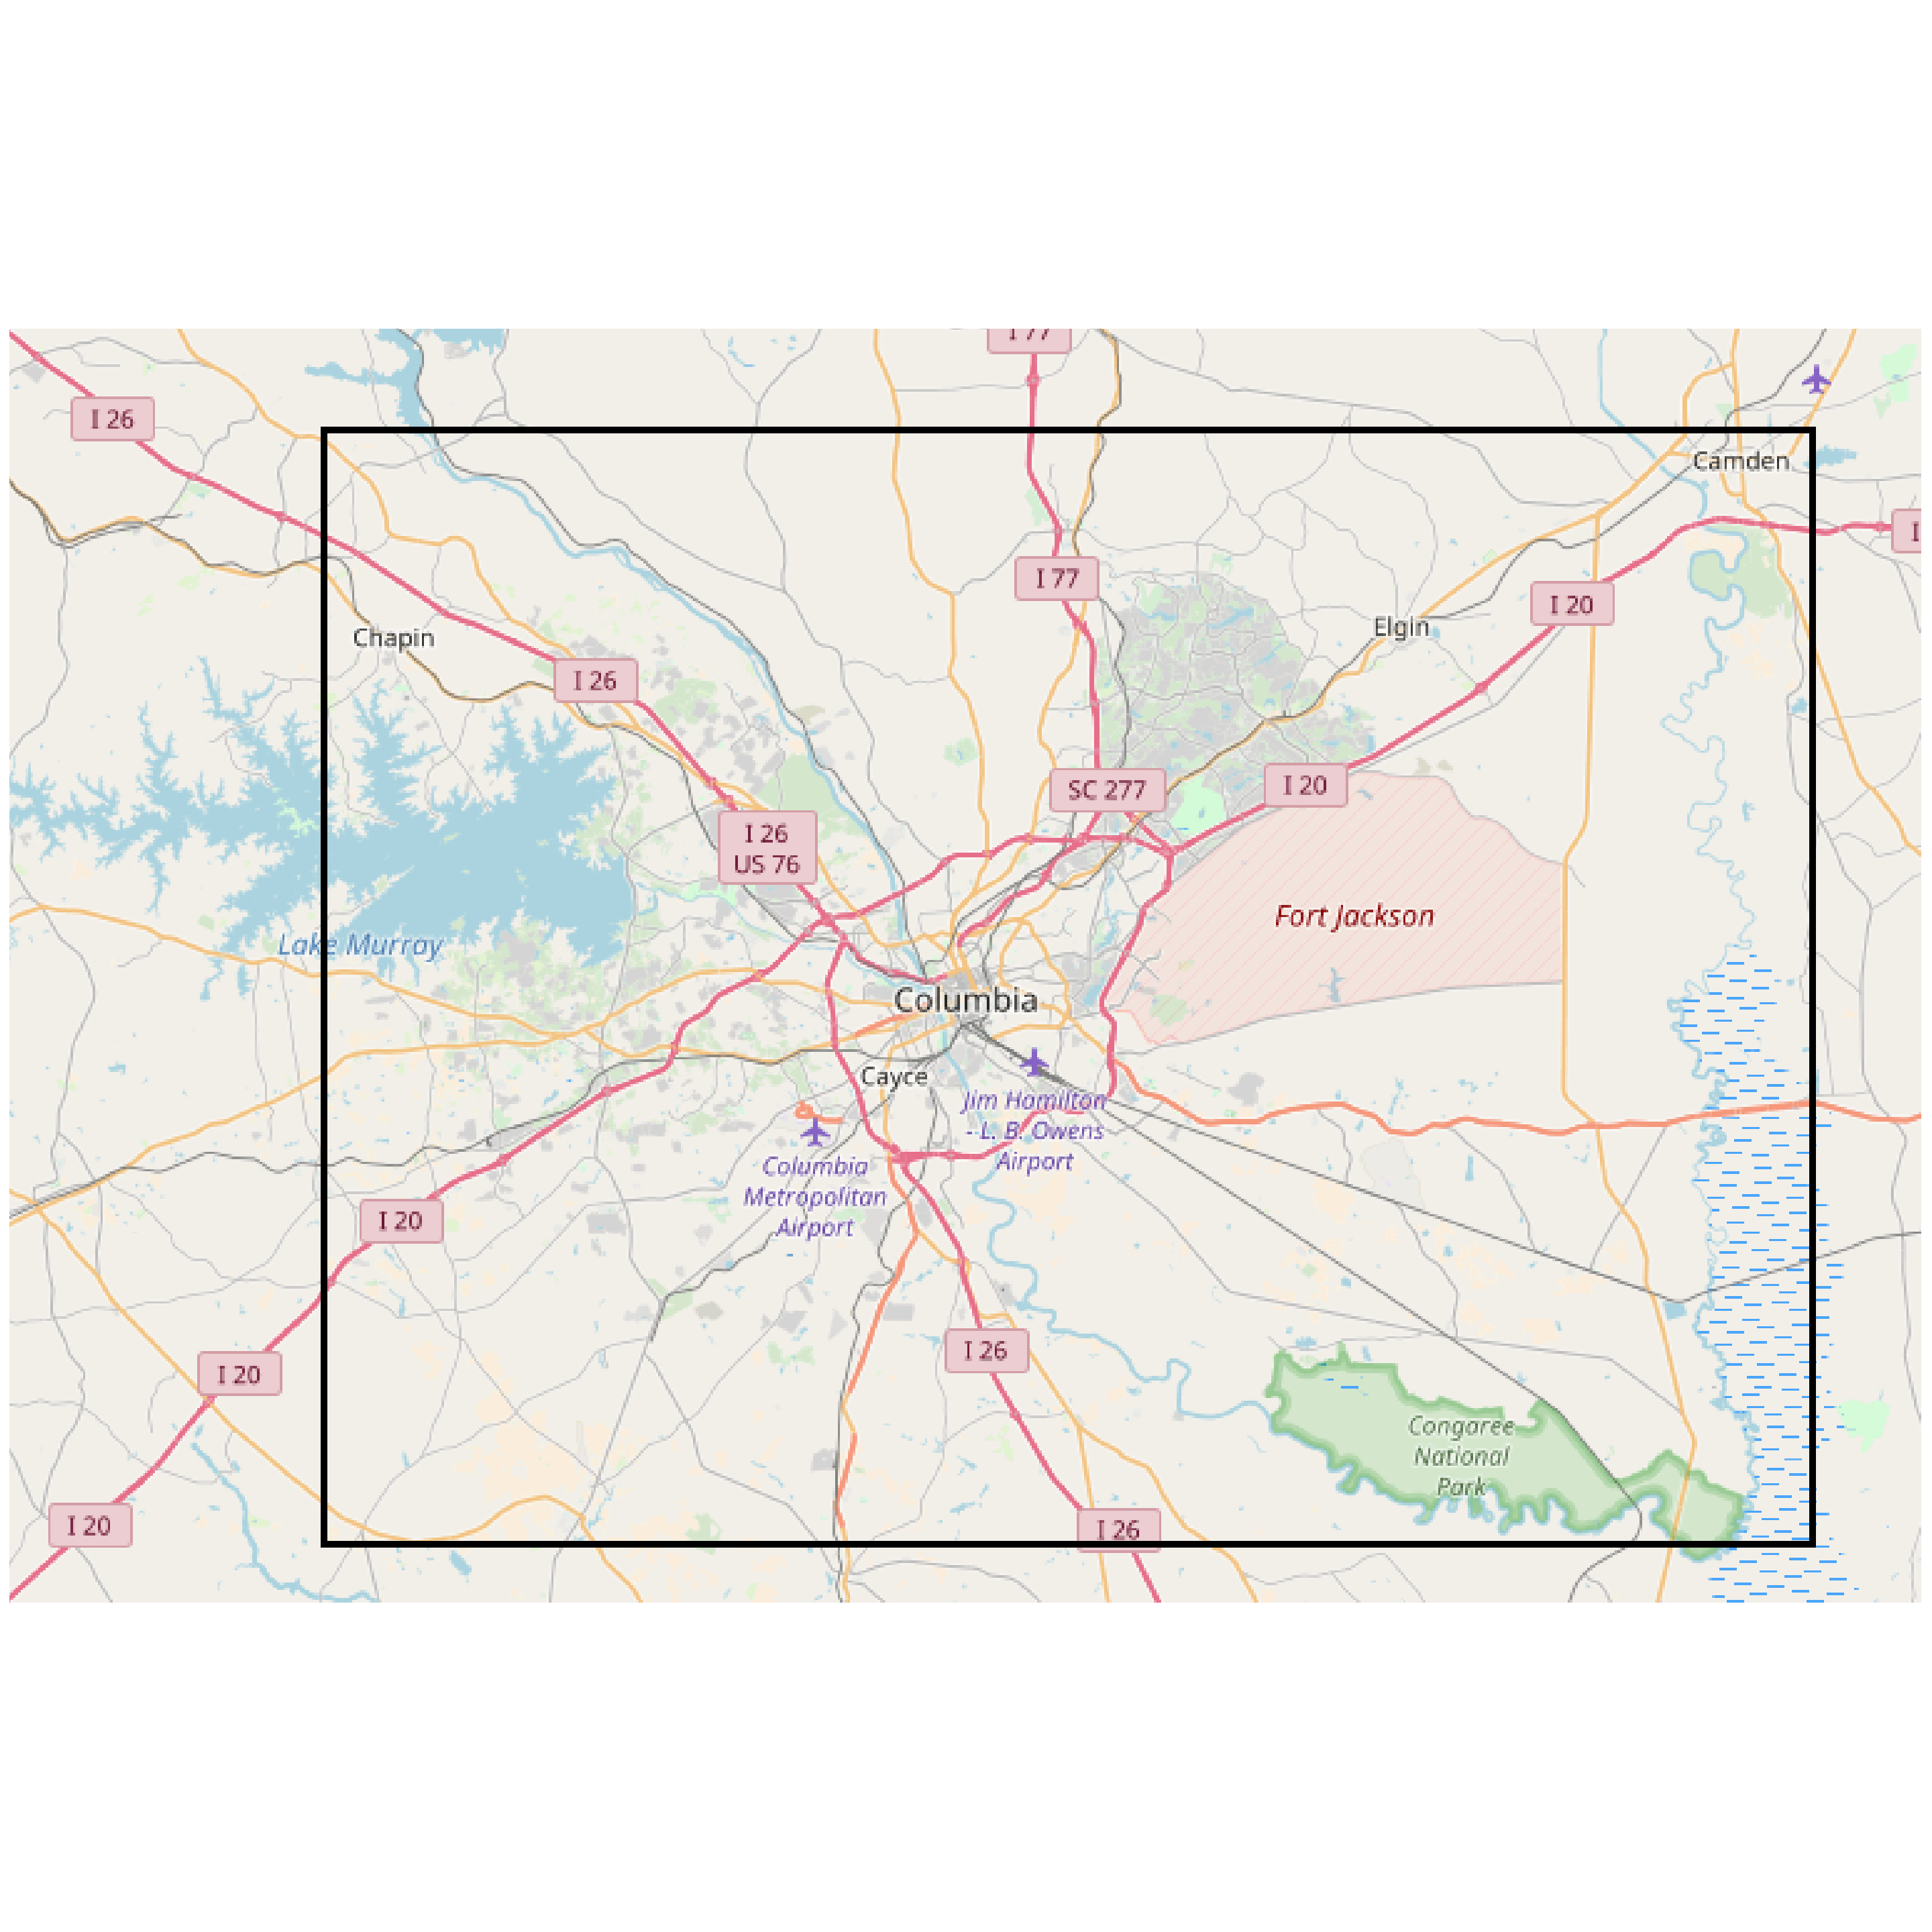 I 77
I 26
Camden
I
I 77
I 20
Elgin
Chapin
I 26
SC 277
I 20
I 26
US 76
Fort Jackson
Lake Murray
Columbia
Cayce
Jim Hamilton
- L. B. Owens
Airport
Columbia
Metropolitan
Airport
I 20
I 26
I 20
Congaree
National
Park
I 20
I 26